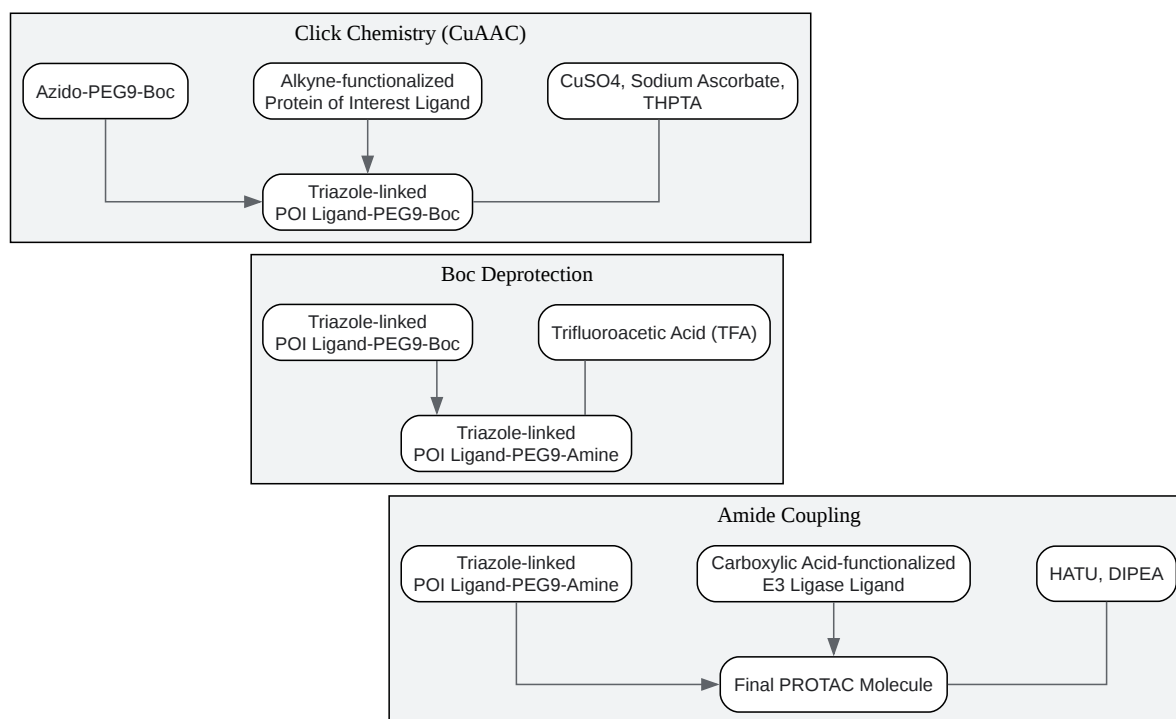 Click Chemistry (CuAAC)
Azido-PEG9-Boc
Alkyne-functionalized
Protein of Interest Ligand
CuSO4, Sodium Ascorbate,
THPTA
Triazole-linked
POI Ligand-PEG9-Boc
Boc Deprotection
Triazole-linked
POI Ligand-PEG9-Boc
Trifluoroacetic Acid (TFA)
Triazole-linked
POI Ligand-PEG9-Amine
Amide Coupling
Triazole-linked
POI Ligand-PEG9-Amine
Carboxylic Acid-functionalized
E3 Ligase Ligand
HATU, DIPEA
Final PROTAC Molecule